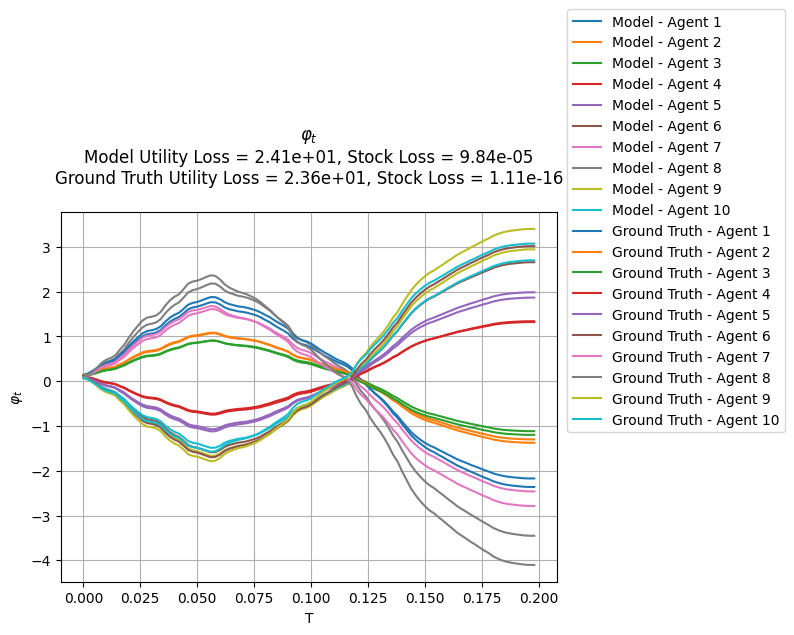 φt
Model Utility Loss = 2.41e+01, Stock Loss = 9.84e-05
Ground Truth Utility Loss = 2.36e+01, Stock Loss = 1.11e-16
3
2
1
0
−1
−2
−3
−4
φt
0.000 0.025 0.050 0.075 0.100 0.125 0.150 0.175 0.200
T
Model - Agent 1
Model - Agent 2
Model - Agent 3
Model - Agent 4
Model - Agent 5
Model - Agent 6
Model - Agent 7
Model - Agent 8
Model - Agent 9
Model - Agent 10
Ground Truth - Agent 1
Ground Truth - Agent 2
Ground Truth - Agent 3
Ground Truth - Agent 4
Ground Truth - Agent 5
Ground Truth - Agent 6
Ground Truth - Agent 7
Ground Truth - Agent 8
Ground Truth - Agent 9
Ground Truth - Agent 10